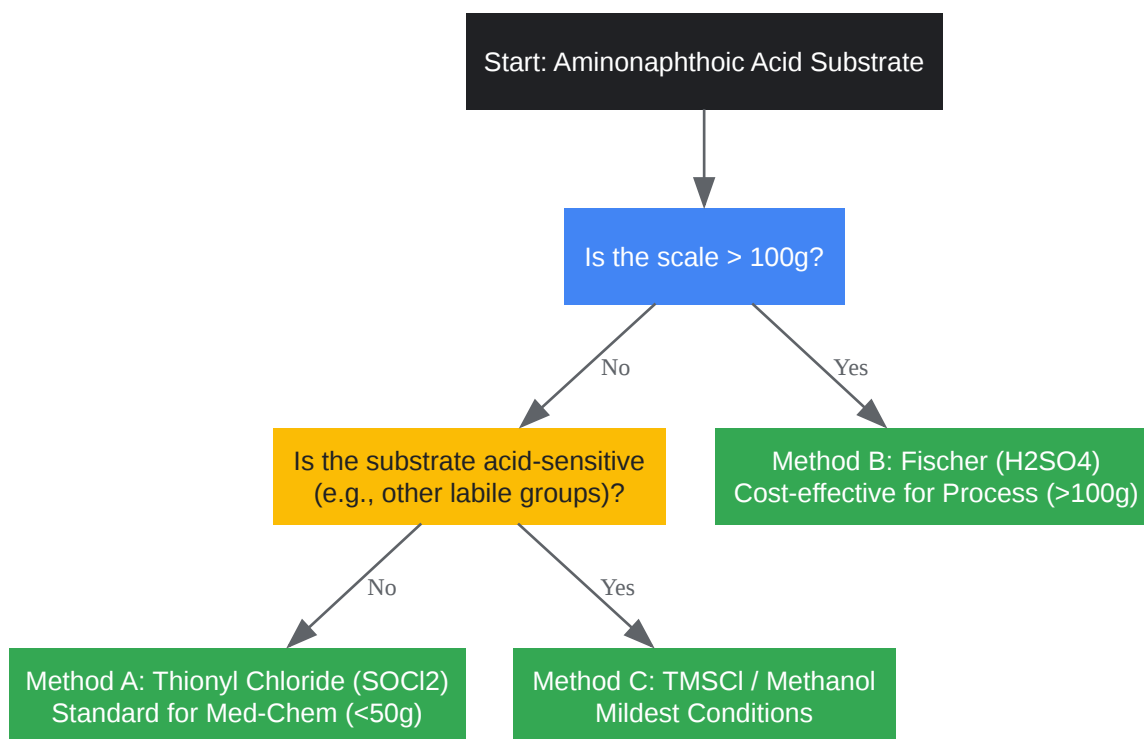 Start: Aminonaphthoic Acid Substrate
Is the scale > 100g?
No
Yes
Is the substrate acid-sensitive
(e.g., other labile groups)?
Method B: Fischer (H2SO4)
Cost-effective for Process (>100g)
No
Yes
Method A: Thionyl Chloride (SOCl2)
Standard for Med-Chem (<50g)
Method C: TMSCl / Methanol
Mildest Conditions